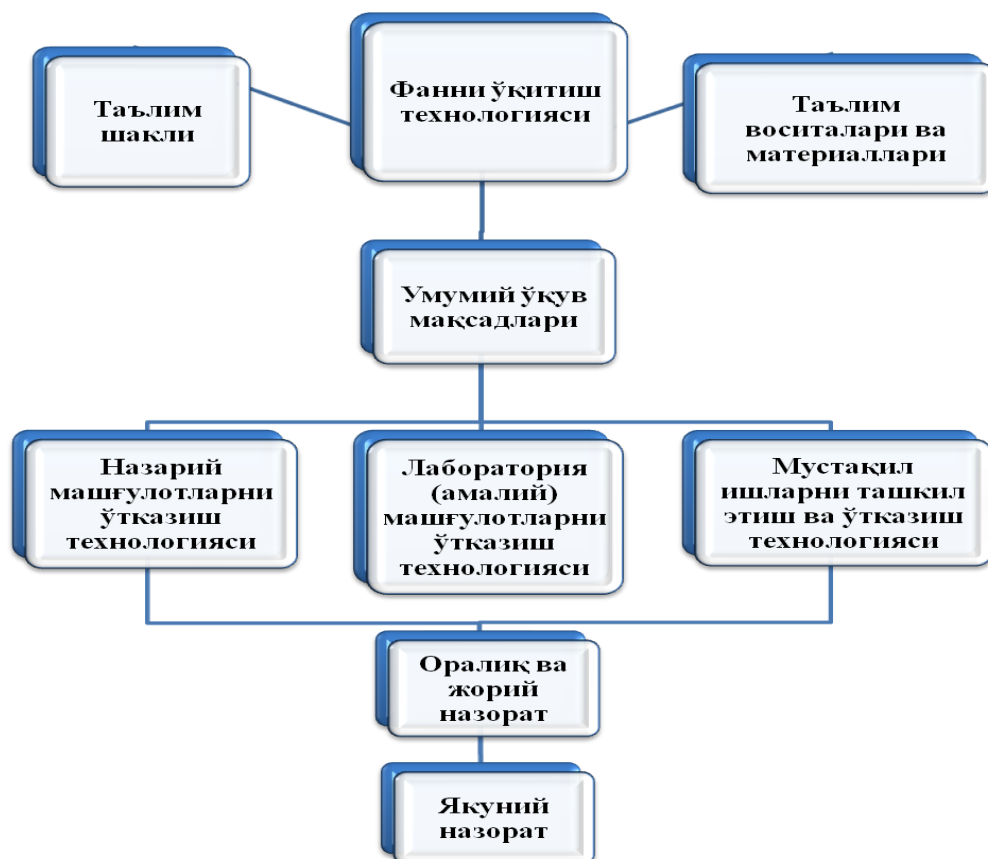 Таълим
шакли
Фанни ўқитиш
технологияси
Таълим
воситалари ва
материаллари
Умумий ўқув
мақсадлари
Назарий
машғулотларни
ўтказиш
технологияси
Лаборатория
(амалий)
машғулотларни
ўтказиш
технологияси
Мустақил
ишларни ташкил
этиш ва ўтказиш
технологияси
Оралиқ ва
жорий
назорат
Якуний
назорат